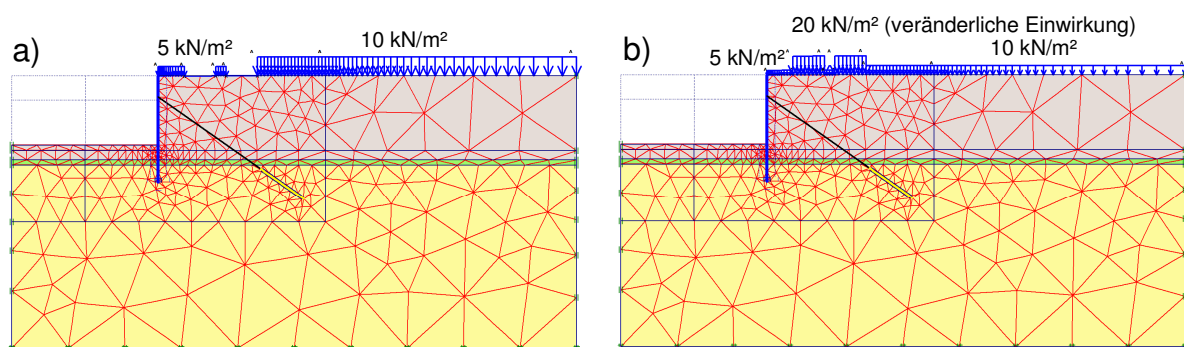 a)
5 kN/m²
10 kN/m²
b)
20 kN/m² (veränderliche Einwirkung)
5 kN/m²
10 kN/m²